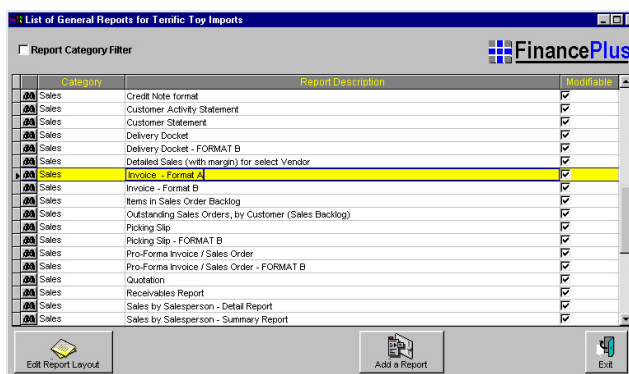 List of General Reports for Terrific Toy Imports
Report Category Filter
FinancePlus
Category Report Description Modifiable
Sales Credit Note format
Sales Customer Activity Statement
Sales Customer Statement
Sales Delivery Docket
Sales Delivery Docket - FORMAT B
Sales Detailed Sales (with margin) for select Vendor
Sales Invoice - Format A
Sales Invoice - Format B
Sales Items in Sales Order Backlog
Sales Outstanding Sales Orders, by Customer (Sales Backlog)
Sales Picking Slip
Sales Picking Slip - FORMAT B
Sales Pro-Forma Invoice / Sales Order
Sales Pro-Forma Invoice / Sales Order - FORMAT B
Sales Quotation
Sales Receivables Report
Sales Sales by Salesperson - Detail Report
Sales Sales by Salesperson - Summary Report
Edit Report Layout Add a Report Exit